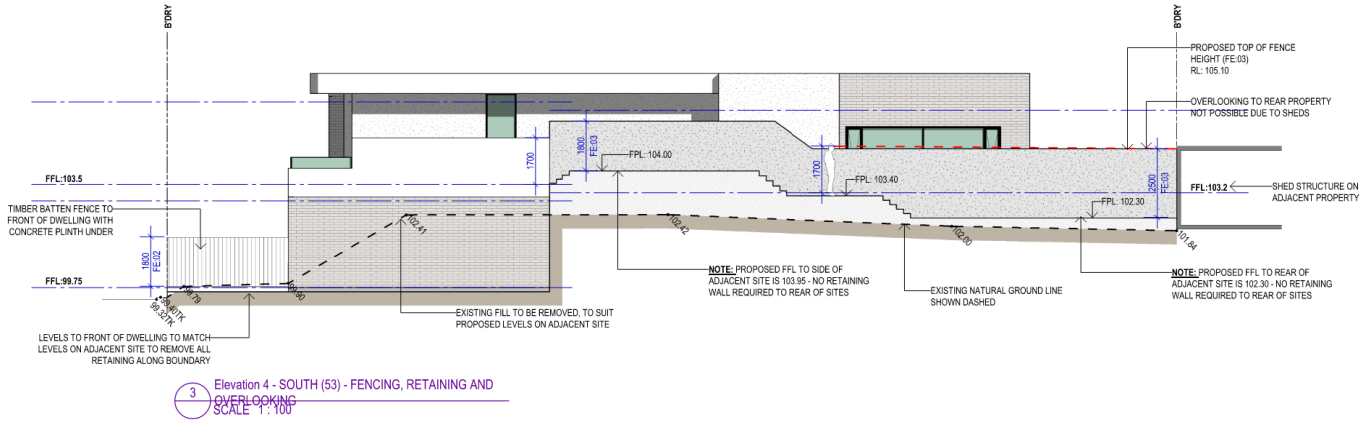 B'DRY
B'DRY
PROPOSED TOP OF FENCE
HEIGHT (FE:03)
RL: 105.10
OVERLOOKING TO REAR PROPERTY
NOT POSSIBLE DUE TO SHEDS
1700
1800
FE:03
FPL: 104.00
1700
FPL: 103.40
2500
FE:03
FFL:103.5
FFL:103.2
SHED STRUCTURE ON
ADJACENT PROPERTY
FPL: 102.30
TIMBER BATTEN FENCE TO
FRONT OF DWELLING WITH
CONCRETE PLINTH UNDER
1800
FE:02
102.41
102.42
102.00
101.84
FFL:99.75
99.90
99.79
99.40TK
99.32TK
NOTE: PROPOSED FFL TO SIDE OF
ADJACENT SITE IS 103.95 - NO RETAINING
WALL REQUIRED TO REAR OF SITES
EXISTING NATURAL GROUND LINE
SHOWN DASHED
NOTE: PROPOSED FFL TO REAR OF
ADJACENT SITE IS 102.30 - NO RETAINING
WALL REQUIRED TO REAR OF SITES
EXISTING FILL TO BE REMOVED, TO SUIT
PROPOSED LEVELS ON ADJACENT SITE
LEVELS TO FRONT OF DWELLING TO MATCH
LEVELS ON ADJACENT SITE TO REMOVE ALL
RETAINING ALONG BOUNDARY
3
Elevation 4 - SOUTH (53) - FENCING, RETAINING AND
OVERLOOKING
SCALE 1 : 100